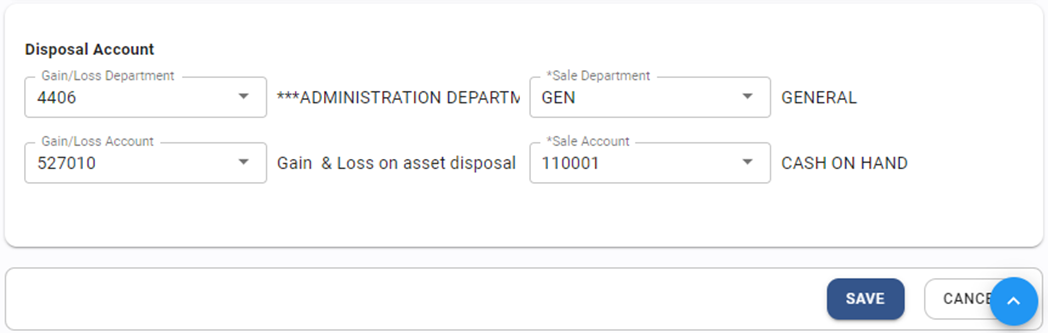 Disposal Account
Gain/Loss Department *Sale Department
4406 ***ADMINISTRATION DEPARTM GEN GENERAL
Gain/Loss Account *Sale Account
527010 Gain & Loss on asset disposal 110001 CASH ON HAND
SAVE CANCE